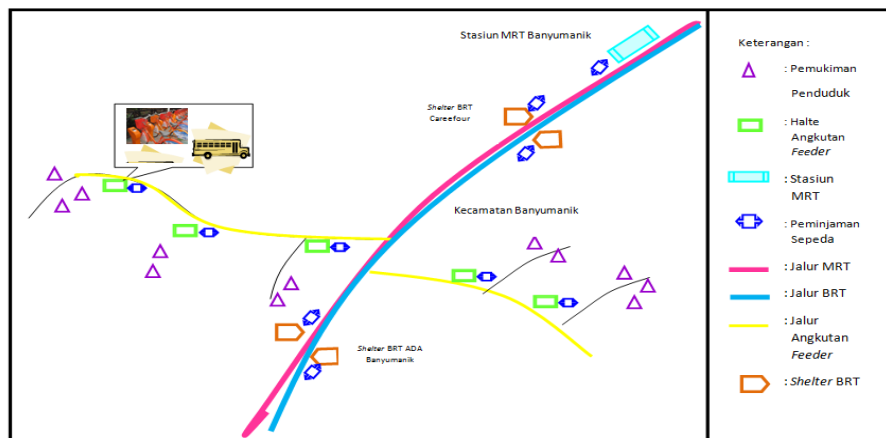 Stasiun MRT Banyumanik
Shelter BRT
Careefour
Kecamatan Banyumanik
Shelter BRT ADA
Banyumanik
Keterangan :
: Pemukiman
Penduduk
: Halte
Angkutan
Feeder
: Stasiun
MRT
: Peminjaman
Sepeda
: Jalur MRT
: Jalur BRT
: Jalur
Angkutan
Feeder
: Shelter BRT